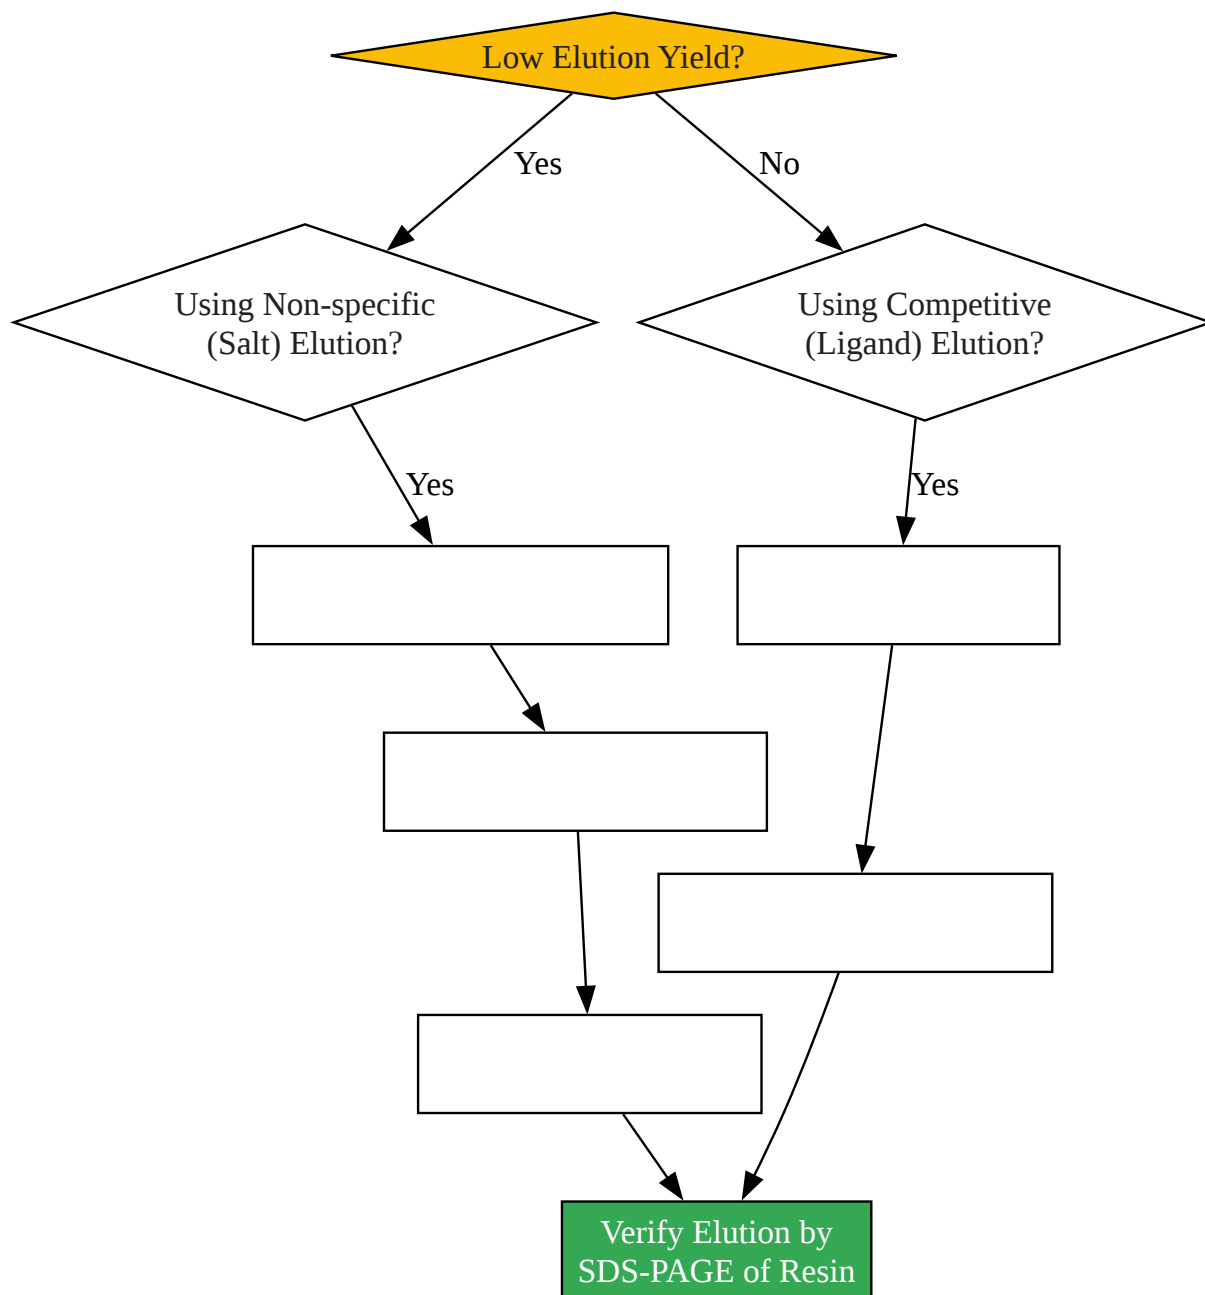 Low Elution Yield?
Yes
No
Using Non-specific
(Salt) Elution?
Using Competitive
(Ligand) Elution?
Yes
Yes
Verify Elution by
SDS-PAGE of Resin